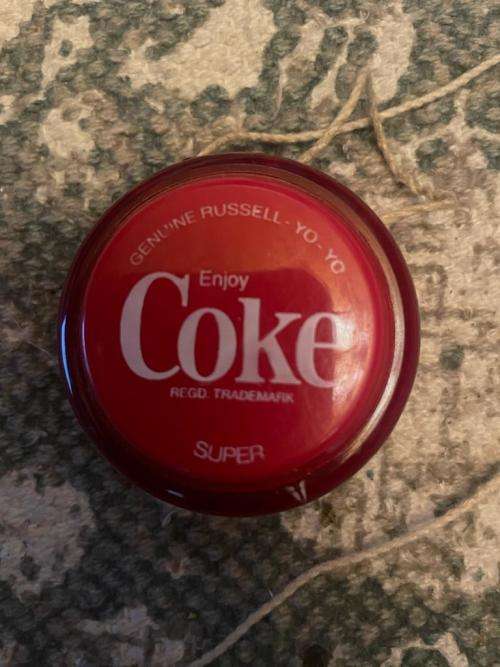 GENUINE RUSSELL - YO - YO
Enjoy
Coke
REGD. TRADEMARK
SUPER